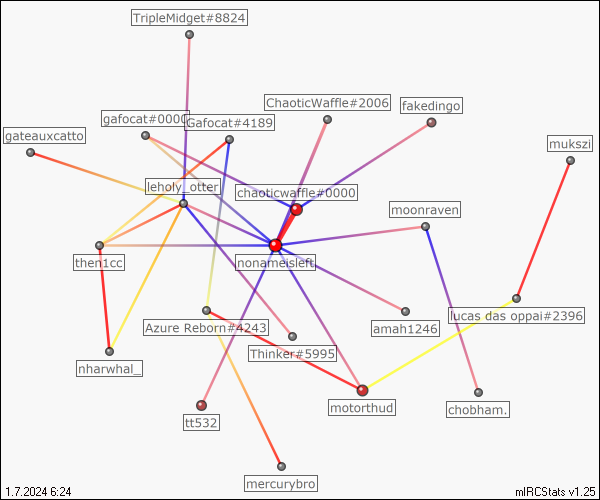 TripleMidget#8824
ChaoticWaffle#2006
fakedingo
gafocat#0000
Gafocat#4189
gateauxcatto
mukszi
leholy_otter
chaoticwaffle#0000
moonraven
then1cc
nonameisleft
lucas das oppai#2396
Azure Reborn#4243
amah1246
Thinker#5995
nharwhal_
motorthud
chobham.
tt532
mercurybro
1.7.2024 6:24
mIRCStats v1.25